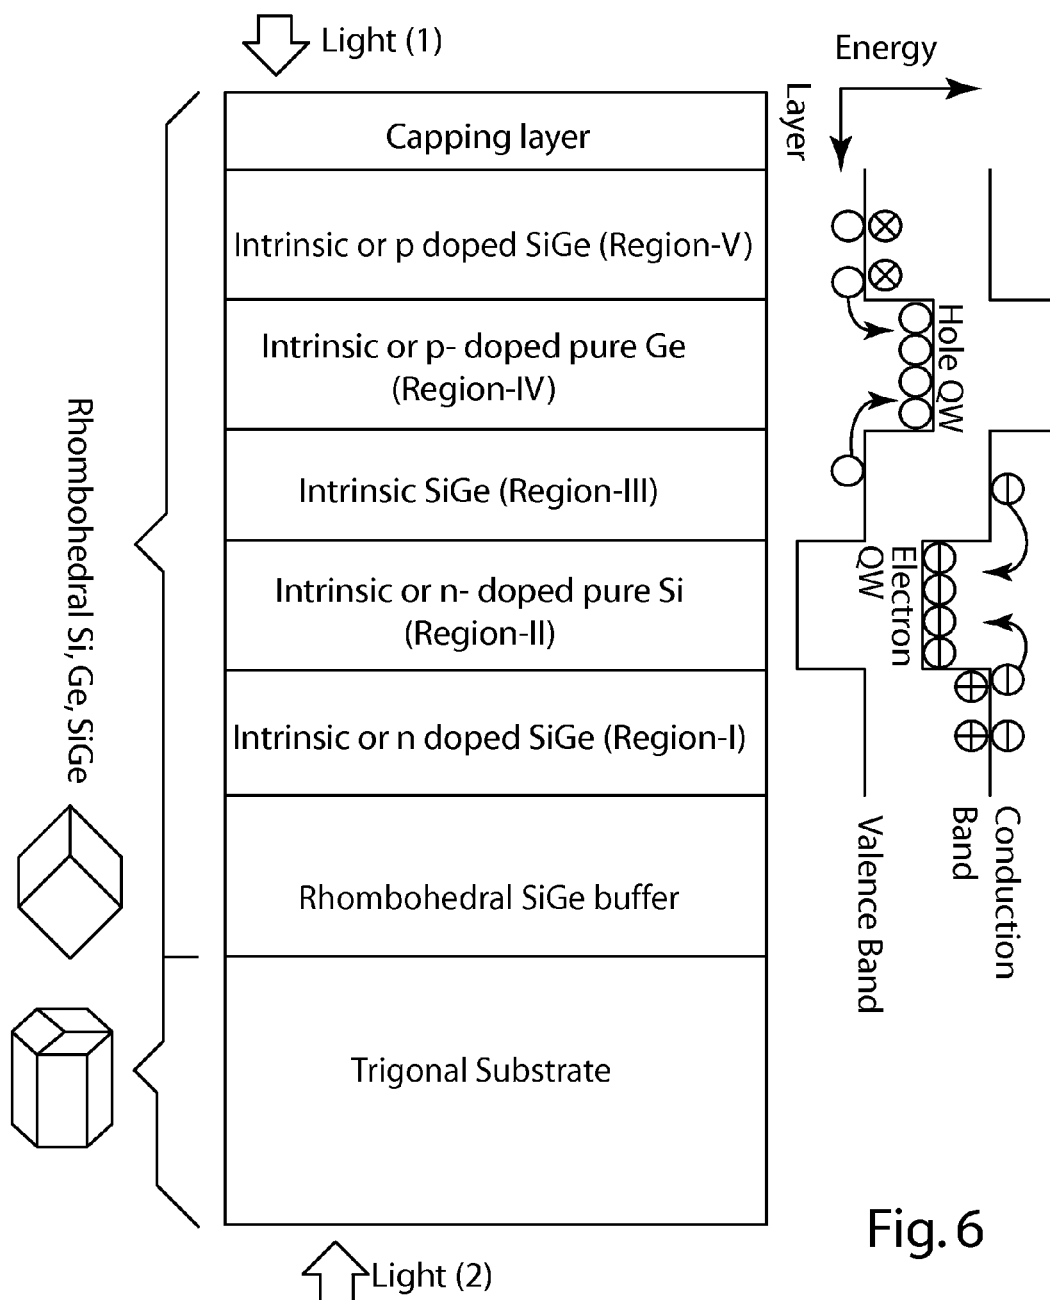 Light (1)
Energy
Layer
Capping layer
Intrinsic or p doped SiGe (Region-V)
Intrinsic or p- doped pure Ge
(Region-IV)
Hole QW
Intrinsic SiGe (Region-III)
Intrinsic or n- doped pure Si
(Region-II)
Electron
QW
Intrinsic or n doped SiGe (Region-I)
Rhombohedral Si, Ge, SiGe
Rhombohedral SiGe buffer
Valence Band
Conduction
Band
Trigonal Substrate
Light (2)
Fig. 6